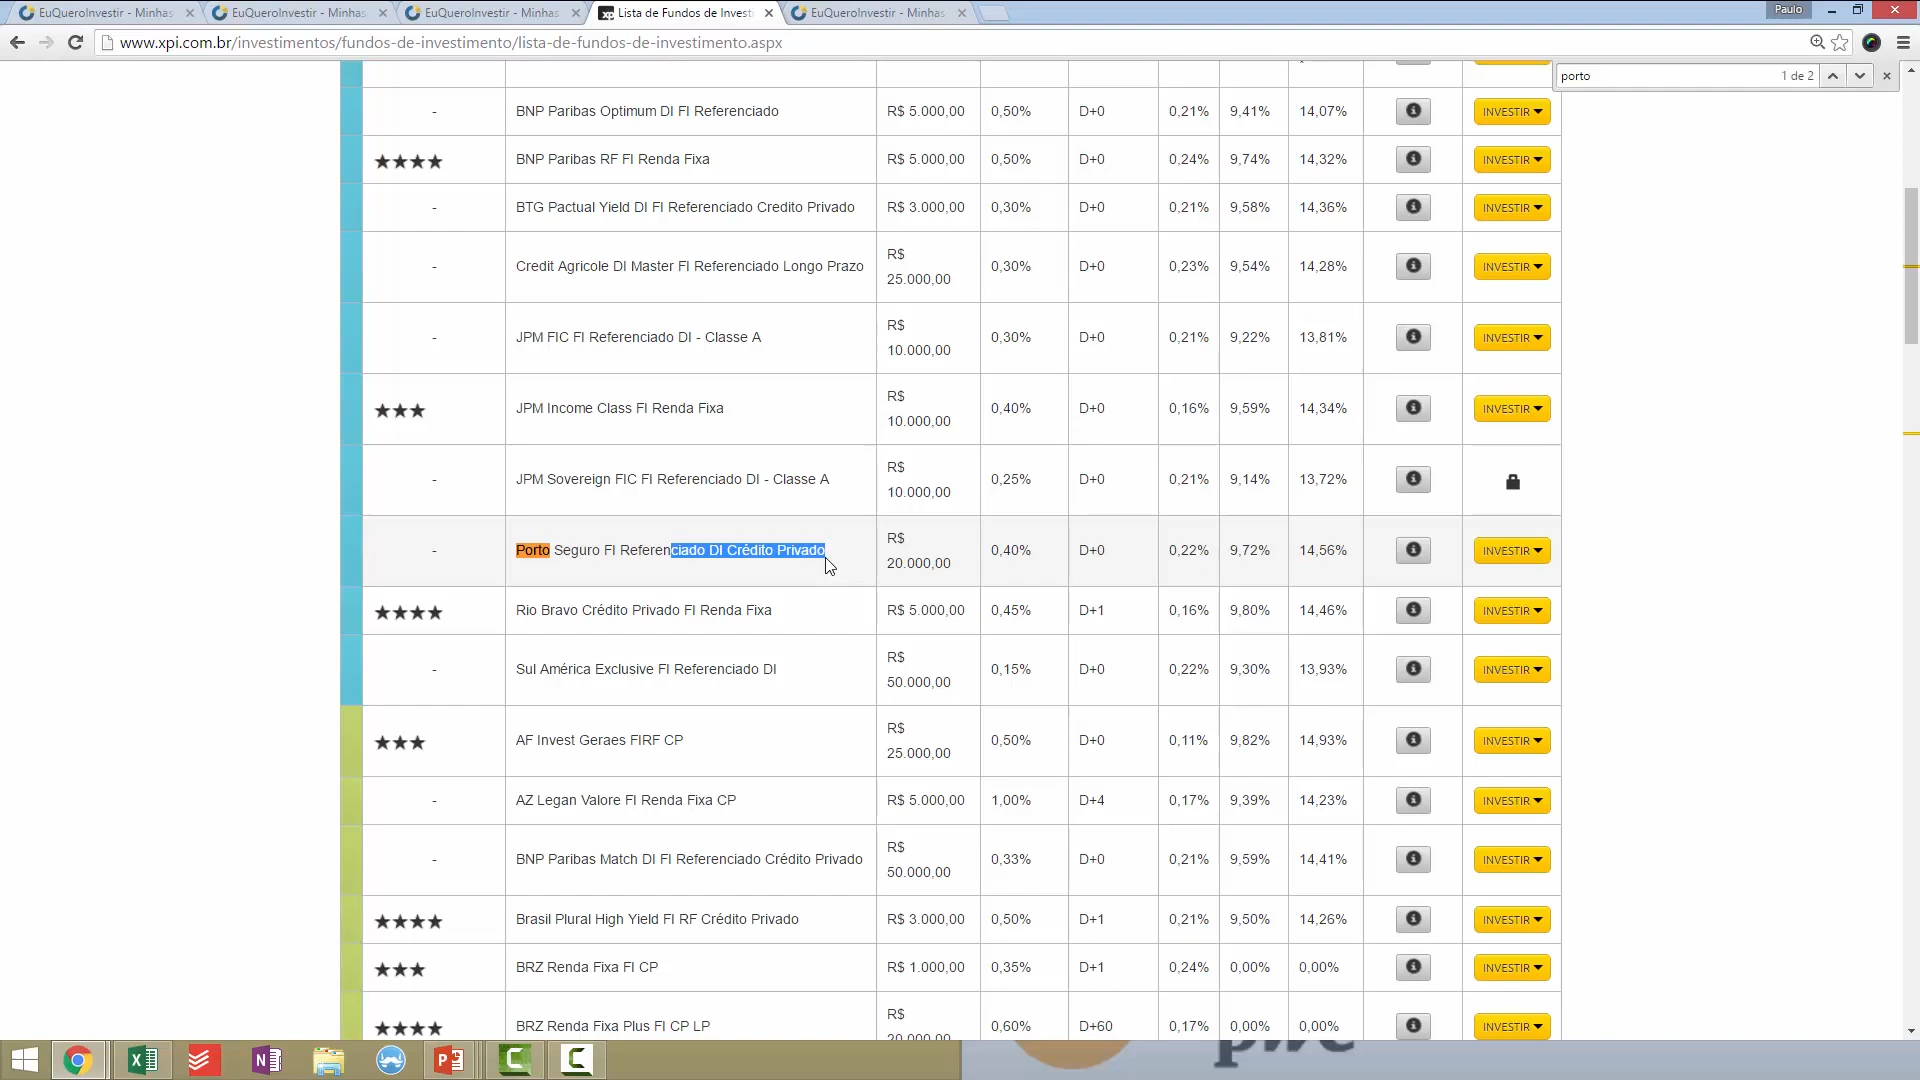 EuQueroInvestir - Minhas
EuQueroInvestir - Minhas
EuQueroInvestir - Minhas
xp Lista de Fundos de Invest
EuQueroInvestir - Minhas
Paulo
www.xpi.com.br/investimentos/fundos-de-investimento/lista-de-fundos-de-investimento.aspx
porto 1 de 2
- BNP Paribas Optimum DI FI Referenciado R$ 5.000,00 0,50% D+0 0,21% 9,41% 14,07% INVESTIR
★★★★ BNP Paribas RF FI Renda Fixa R$ 5.000,00 0,50% D+0 0,24% 9,74% 14,32% INVESTIR
- BTG Pactual Yield DI FI Referenciado Credito Privado R$ 3.000,00 0,30% D+0 0,21% 9,58% 14,36% INVESTIR
- Credit Agricole DI Master FI Referenciado Longo Prazo R$
25.000,00 0,30% D+0 0,23% 9,54% 14,28% INVESTIR
- JPM FIC FI Referenciado DI - Classe A R$
10.000,00 0,30% D+0 0,21% 9,22% 13,81% INVESTIR
★★★ JPM Income Class FI Renda Fixa R$
10.000,00 0,40% D+0 0,16% 9,59% 14,34% INVESTIR
- JPM Sovereign FIC FI Referenciado DI - Classe A R$
10.000,00 0,25% D+0 0,21% 9,14% 13,72%
- Porto Seguro FI Referenciado DI Crédito Privado R$
20.000,00 0,40% D+0 0,22% 9,72% 14,56% INVESTIR
★★★★ Rio Bravo Crédito Privado FI Renda Fixa R$ 5.000,00 0,45% D+1 0,16% 9,80% 14,46% INVESTIR
- Sul América Exclusive FI Referenciado DI R$
50.000,00 0,15% D+0 0,22% 9,30% 13,93% INVESTIR
★★★ AF Invest Geraes FIRF CP R$
25.000,00 0,50% D+0 0,11% 9,82% 14,93% INVESTIR
- AZ Legan Valore FI Renda Fixa CP R$ 5.000,00 1,00% D+4 0,17% 9,39% 14,23% INVESTIR
- BNP Paribas Match DI FI Referenciado Crédito Privado R$
50.000,00 0,33% D+0 0,21% 9,59% 14,41% INVESTIR
★★★★ Brasil Plural High Yield FI RF Crédito Privado R$ 3.000,00 0,50% D+1 0,21% 9,50% 14,26% INVESTIR
★★★ BRZ Renda Fixa FI CP R$ 1.000,00 0,35% D+1 0,24% 0,00% 0,00% INVESTIR
★★★★ BRZ Renda Fixa Plus FI CP LP R$
20.000,00 0,60% D+60 0,17% 0,00% 0,00% INVESTIR
pwc